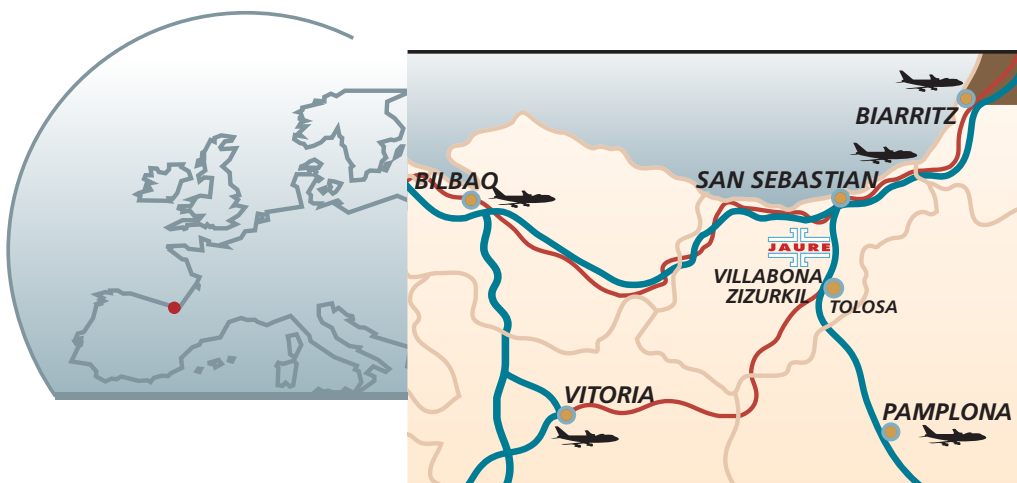 BIARRITZ
BILBAO
SAN SEBASTIAN
JAURE
VILLABONA
ZIZURKIL
TOLOSA
VITORIA
PAMPLONA